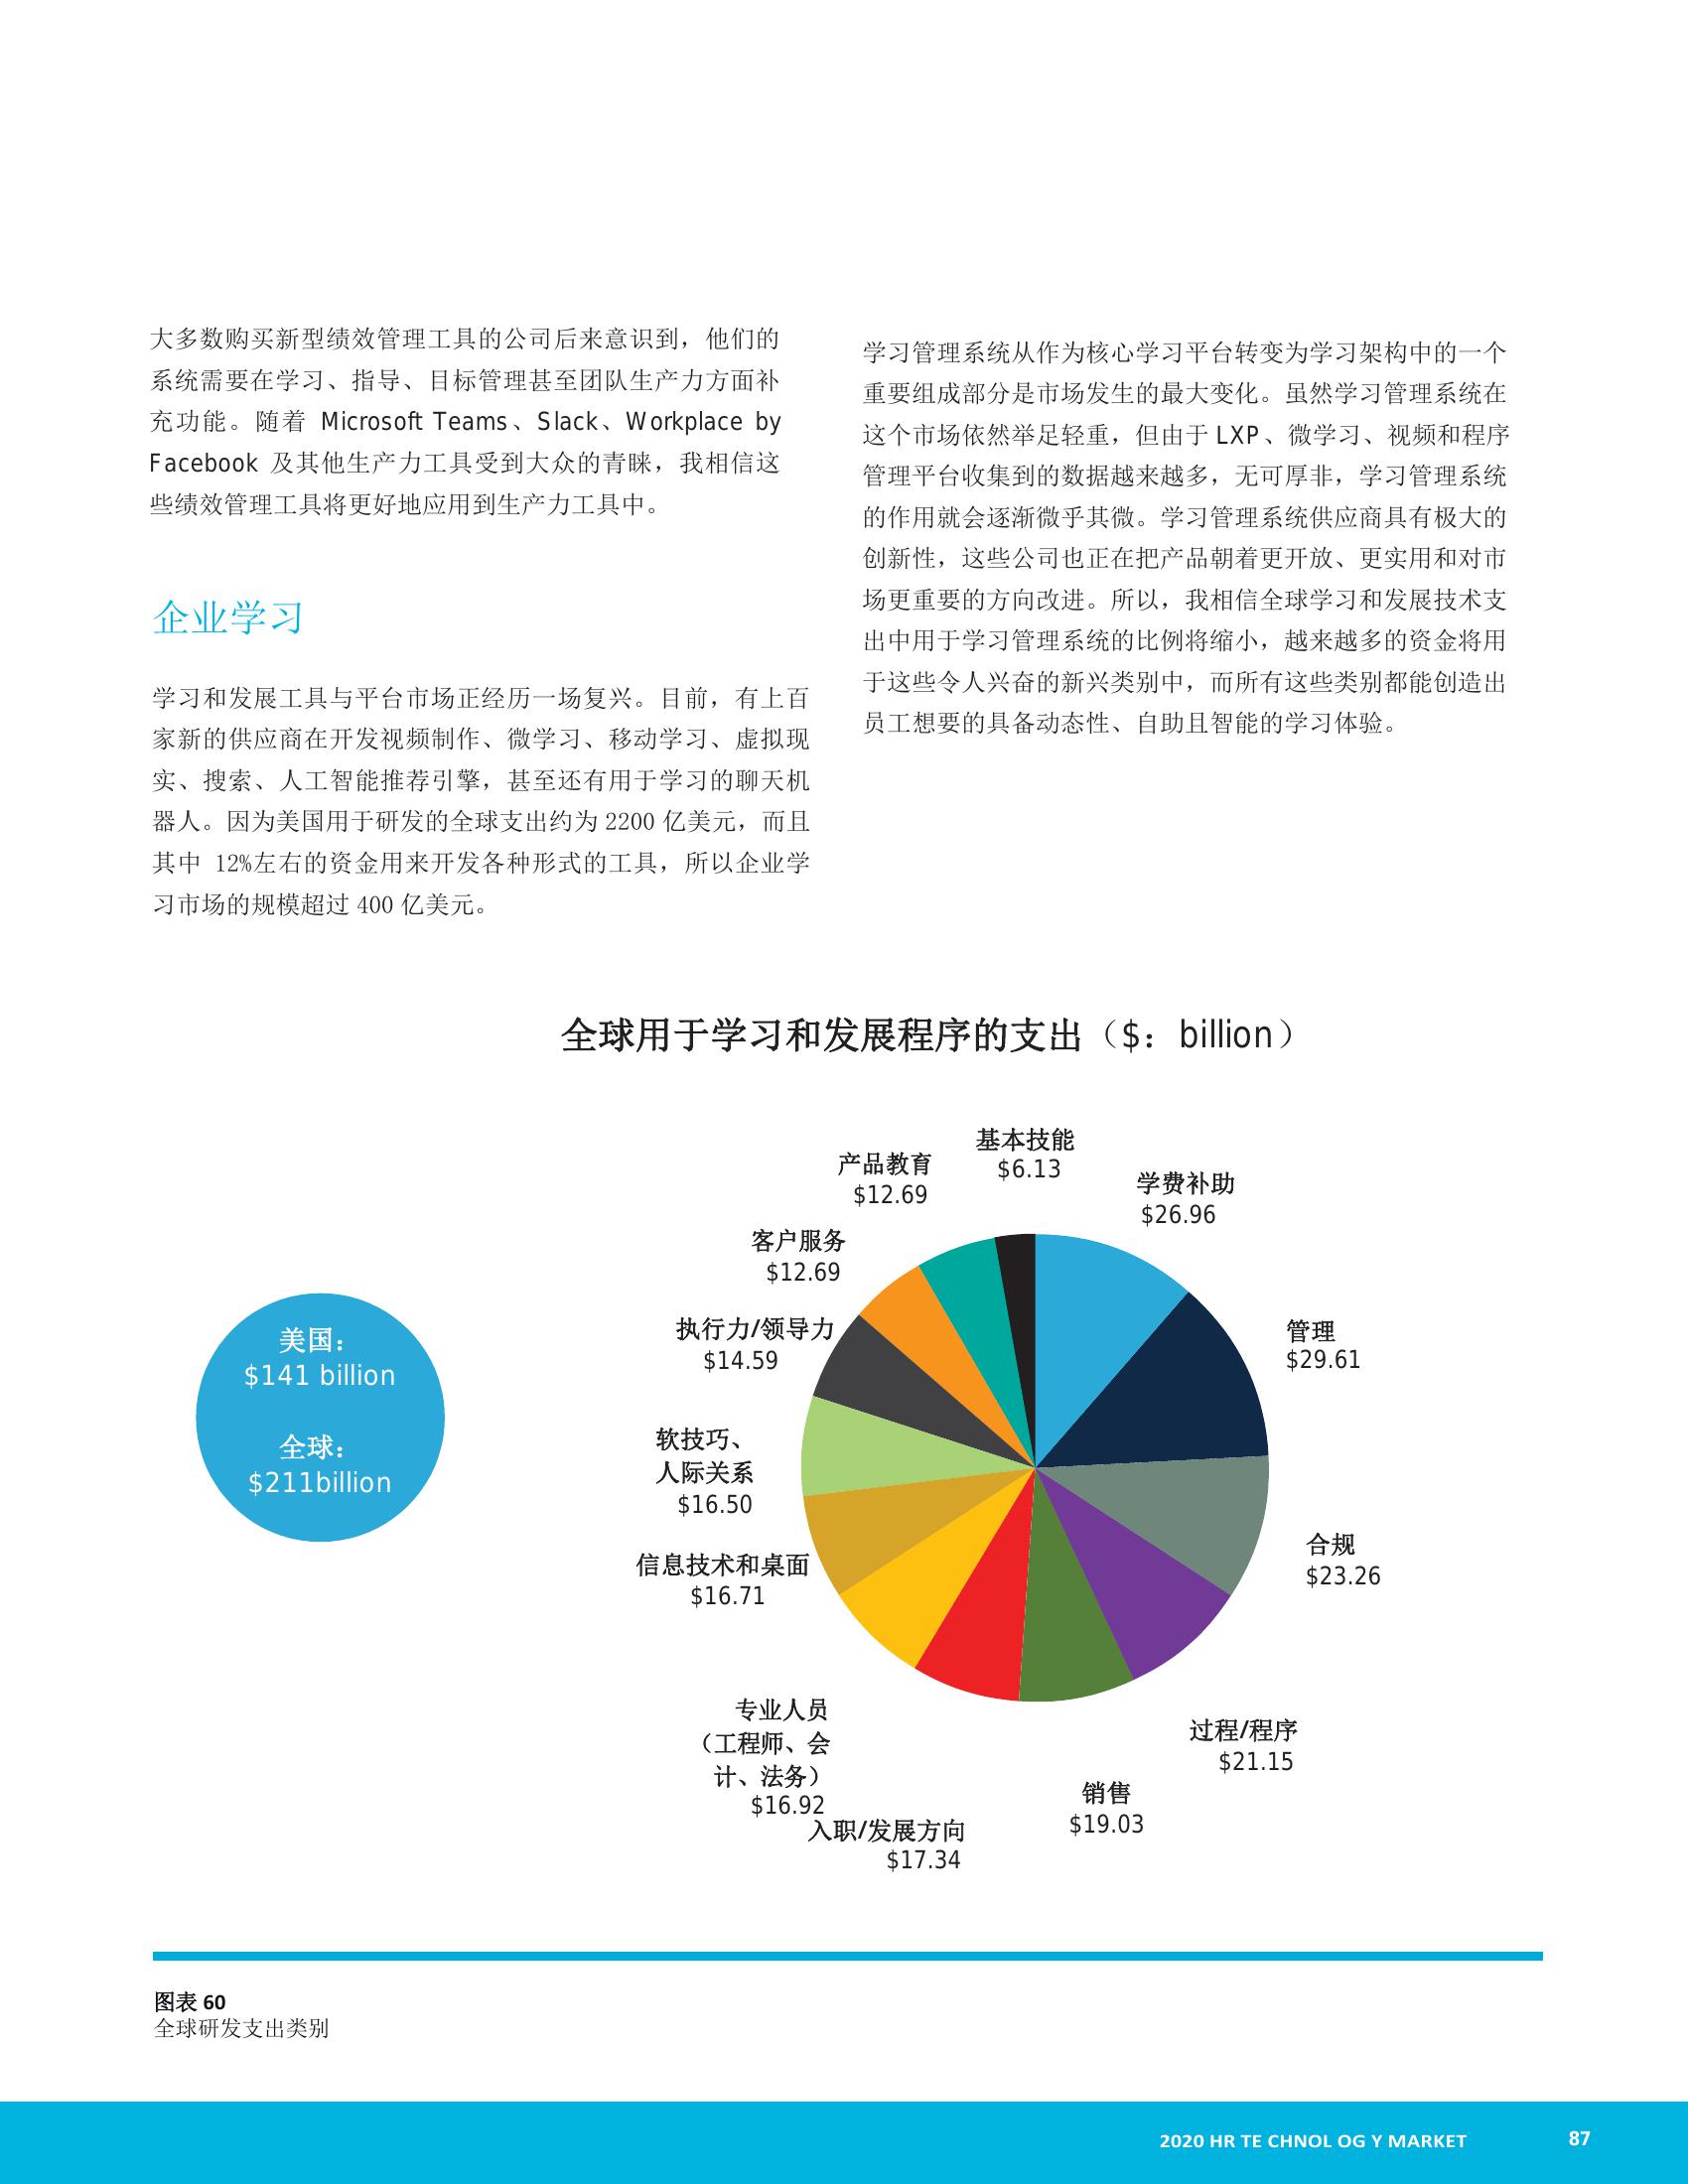 大多数购买新型绩效管理工具的公司后来意识到，他们的
系统需要在学习、指导、目标管理甚至团队生产力方面补
充功能。随着 Microsoft Teams、Slack、Workplace by
Facebook 及其他生产力工具受到大众的青睐，我相信这
些绩效管理工具将更好地应用到生产力工具中。
企业学习
学习和发展工具与平台市场正经历一场复兴。目前，有上百
家新的供应商在开发视频制作、微学习、移动学习、虚拟现
实、搜索、人工智能推荐引擎，甚至还有用于学习的聊天机
器人。因为美国用于研发的全球支出约为 2200 亿美元，而且
其中 12%左右的资金用来开发各种形式的工具，所以企业学
习市场的规模超过 400 亿美元。
学习管理系统从作为核心学习平台转变为学习架构中的一个
重要组成部分是市场发生的最大变化。虽然学习管理系统在
这个市场依然举足轻重，但由于 LXP、微学习、视频和程序
管理平台收集到的数据越来越多，无可厚非，学习管理系统
的作用就会逐渐微乎其微。学习管理系统供应商具有极大的
创新性，这些公司也正在把产品朝着更开放、更实用和对市
场更重要的方向改进。所以，我相信全球学习和发展技术支
出中用于学习管理系统的比例将缩小，越来越多的资金将用
于这些令人兴奋的新兴类别中，而所有这些类别都能创造出
员工想要的具备动态性、自助且智能的学习体验。
全球用于学习和发展程序的支出（$：billion）
美国：
$141 billion
全球：
$211billion
基本技能
$6.13
学费补助
$26.96
管理
$29.61
合规
$23.26
过程/程序
$21.15
销售
$19.03
入职/发展方向
$17.34
专业人员
（工程师、会
计、法务）
$16.92
信息技术和桌面
$16.71
软技巧、
人际关系
$16.50
执行力/领导力
$14.59
客户服务
$12.69
产品教育
$12.69
图表 60
全球研发支出类别
2020 HR TE CHNOL OG Y MARKET 87